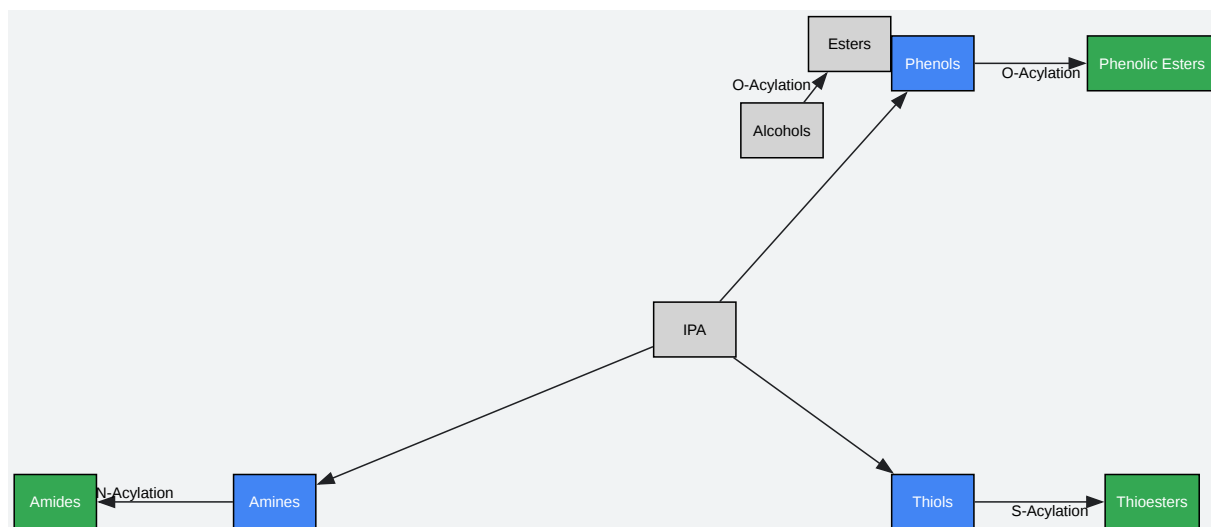 Esters
Phenols
O-Acylation
Phenolic Esters
O-Acylation
Alcohols
IPA
Amides
N-Acylation
Amines
Thiols
S-Acylation
Thioesters